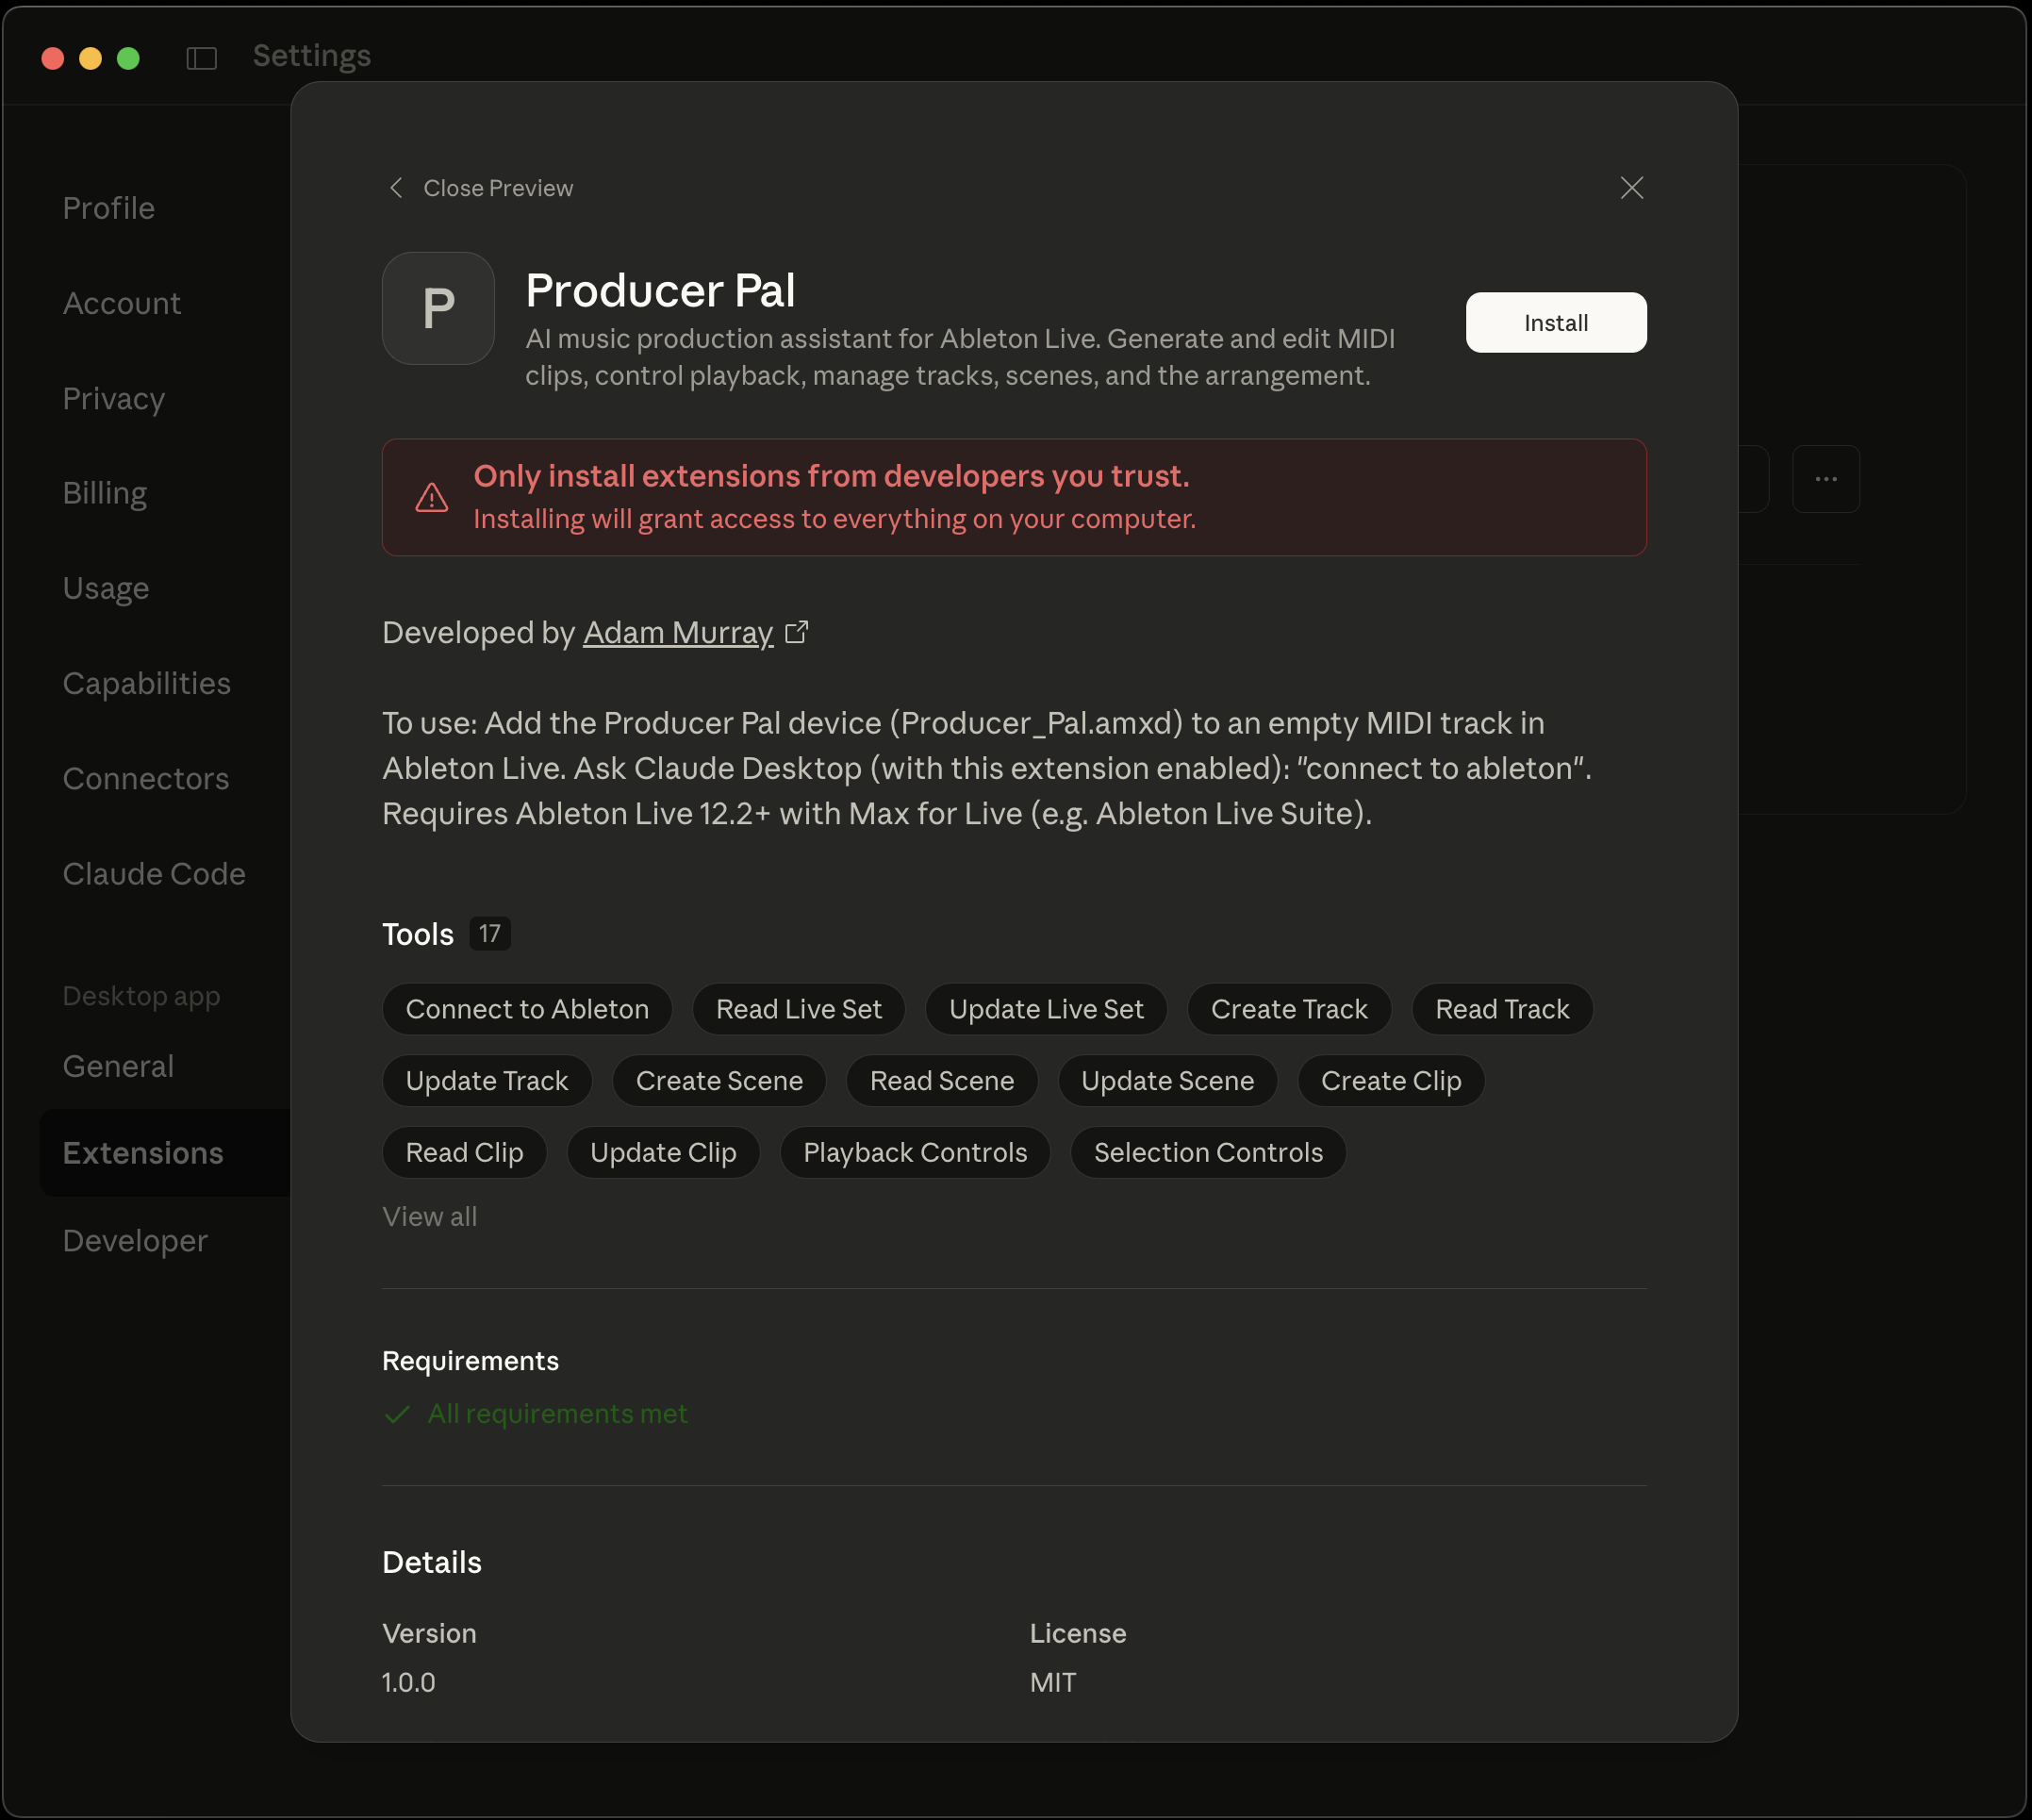 Settings
Profile
Account
Privacy
Billing
Usage
Capabilities
Connectors
Claude Code
Desktop app
General
Extensions
Developer
Close Preview
P
Producer Pal
AI music production assistant for Ableton Live. Generate and edit MIDI
clips, control playback, manage tracks, scenes, and the arrangement.
Install
Only install extensions from developers you trust.
Installing will grant access to everything on your computer.
Developed by Adam Murray
To use: Add the Producer Pal device (Producer_Pal.amxd) to an empty MIDI track in
Ableton Live. Ask Claude Desktop (with this extension enabled): "connect to ableton".
Requires Ableton Live 12.2+ with Max for Live (e.g. Ableton Live Suite).
Tools 17
Connect to Ableton Read Live Set Update Live Set Create Track Read Track
Update Track Create Scene Read Scene Update Scene Create Clip
Read Clip Update Clip Playback Controls Selection Controls
View all
Requirements
All requirements met
Details
Version License
1.0.0 MIT